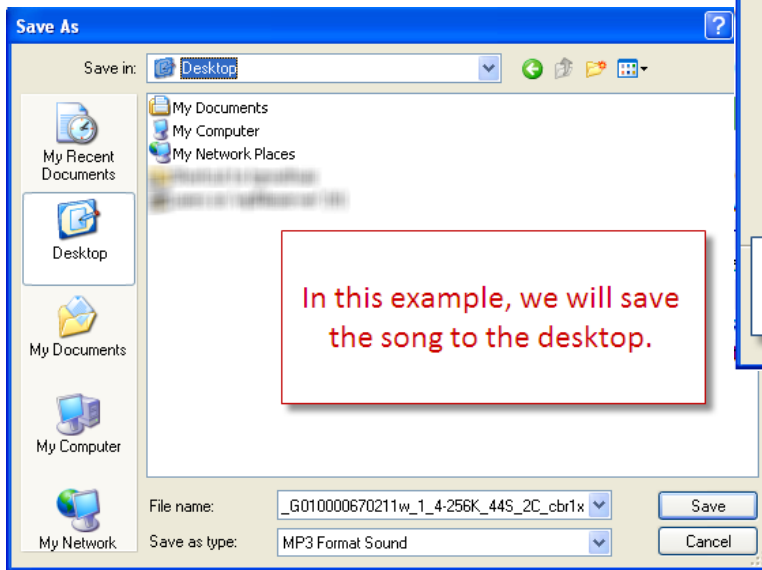 Save As
?
Save in:
Desktop
My Documents
My Computer
My Network Places
My Recent
Documents
Desktop
My Documents
My Computer
My Network
In this example, we will save
the song to the desktop.
File name:
_G010000670211w_1_4-256K_44S_2C_cbr1x
Save
Save as type:
MP3 Format Sound
Cancel